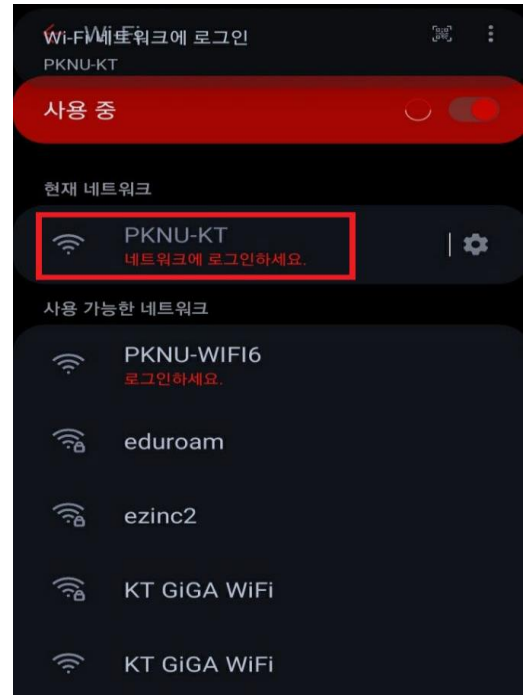 Wi-Fi 네트워크에 로그인
PKNU-KT
사용 중
현재 네트워크
PKNU-KT
네트워크에 로그인하세요.
사용 가능한 네트워크
PKNU-WIFI6
로그인하세요.
eduroam
ezinc2
KT GiGA WiFi
KT GiGA WiFi